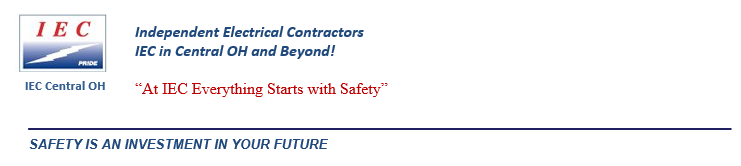 I E C
PRIDE
IEC Central OH
Independent Electrical Contractors
IEC in Central OH and Beyond!
“At IEC Everything Starts with Safety”
SAFETY IS AN INVESTMENT IN YOUR FUTURE